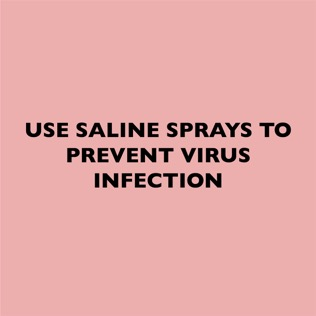 USE SALINE SPRAYS TO
PREVENT VIRUS
INFECTION